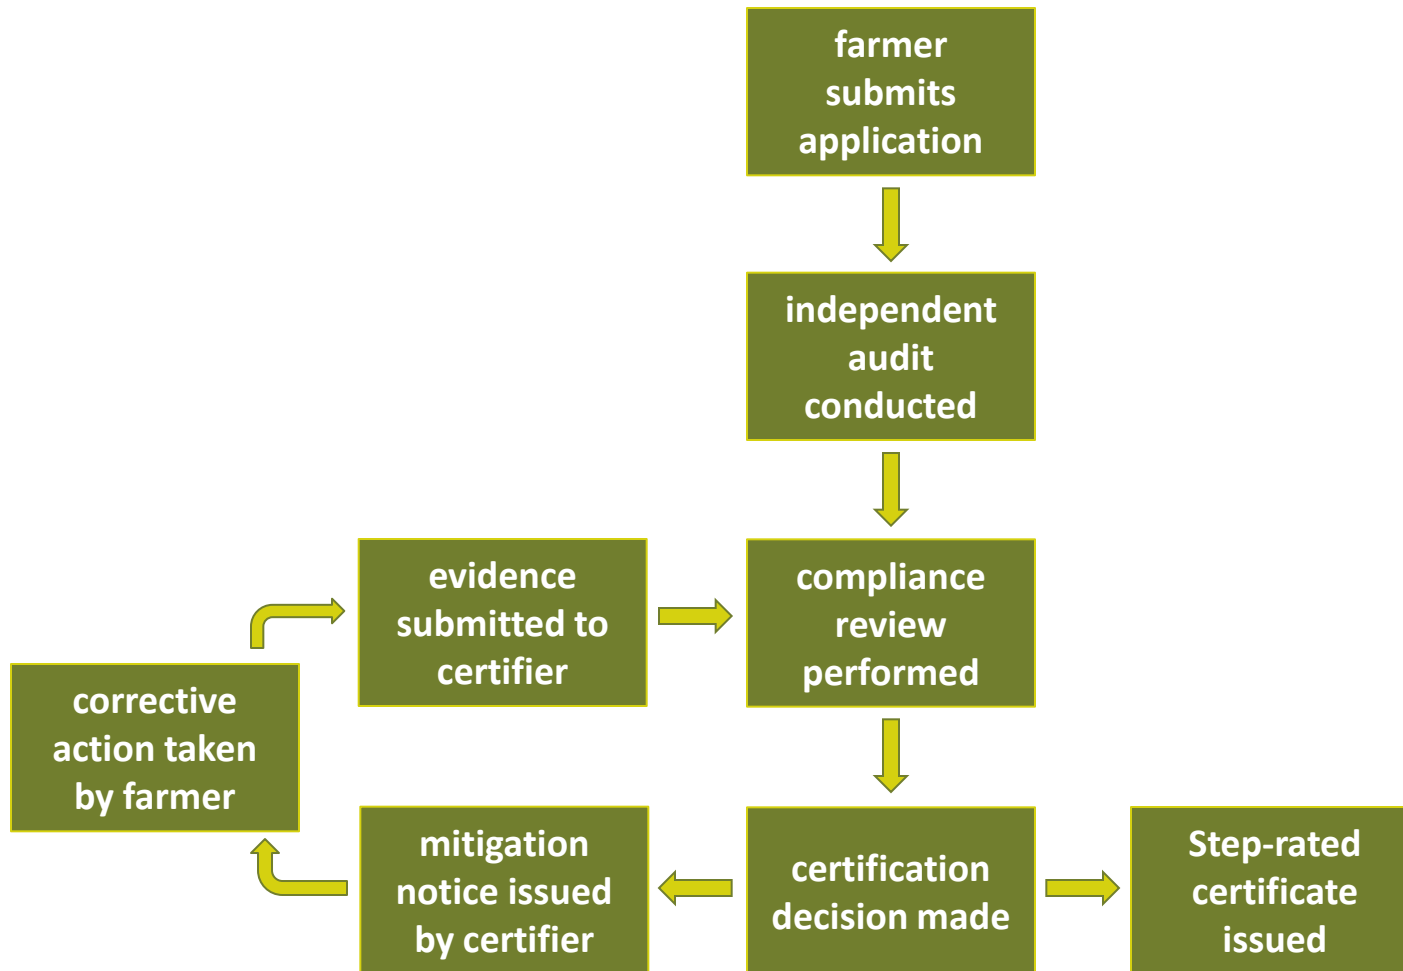 farmer
submits
application
independent
audit
conducted
evidence
submitted to
certifier
compliance
review
performed
corrective
action taken
by farmer
mitigation
notice issued
by certifier
certification
decision made
Step-rated
certificate
issued